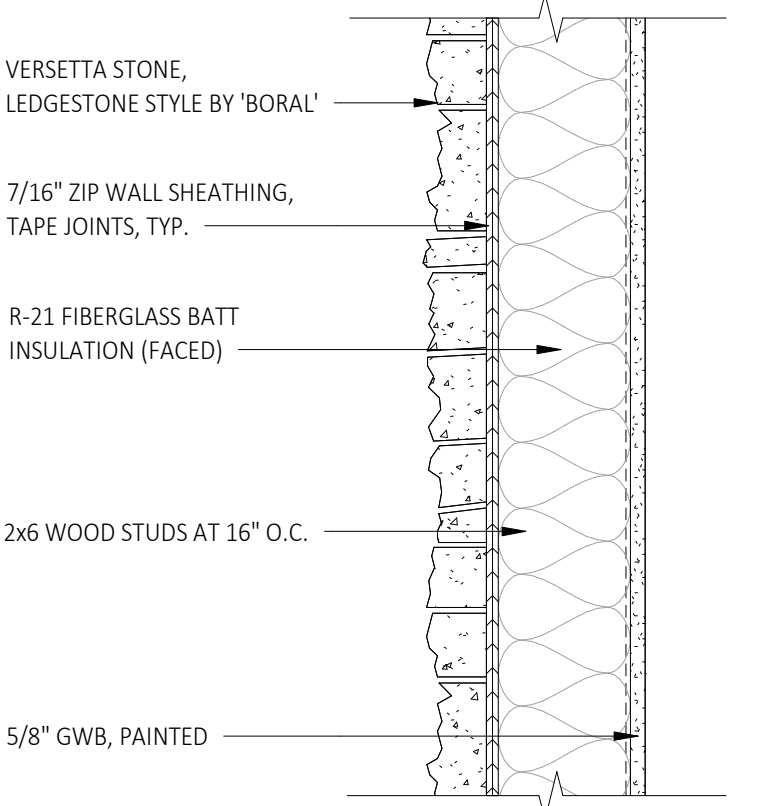 VERSETTA STONE,
LEDGESTONE STYLE BY 'BORAL'
7/16" ZIP WALL SHEATHING,
TAPE JOINTS, TYP.
R-21 FIBERGLASS BATT
INSULATION (FACED)
2x6 WOOD STUDS AT 16" O.C.
5/8" GWB, PAINTED